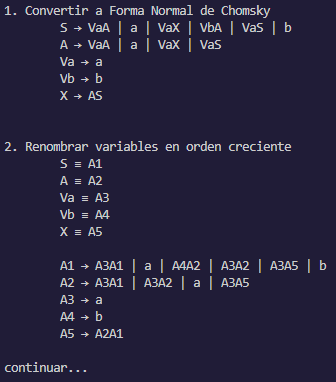 1. Convertir a Forma Normal de Chomsky
S → VaA | a | VaX | VbA | VaS | b
A → VaA | a | VaX | VaS
Va → a
Vb → b
X → AS
2. Renombrar variables en orden creciente
S ≡ A1
A ≡ A2
Va ≡ A3
Vb ≡ A4
X ≡ A5
A1 → A3A1 | a | A4A2 | A3A2 | A3A5 | b
A2 → A3A1 | A3A2 | a | A3A5
A3 → a
A4 → b
A5 → A2A1
continuar...